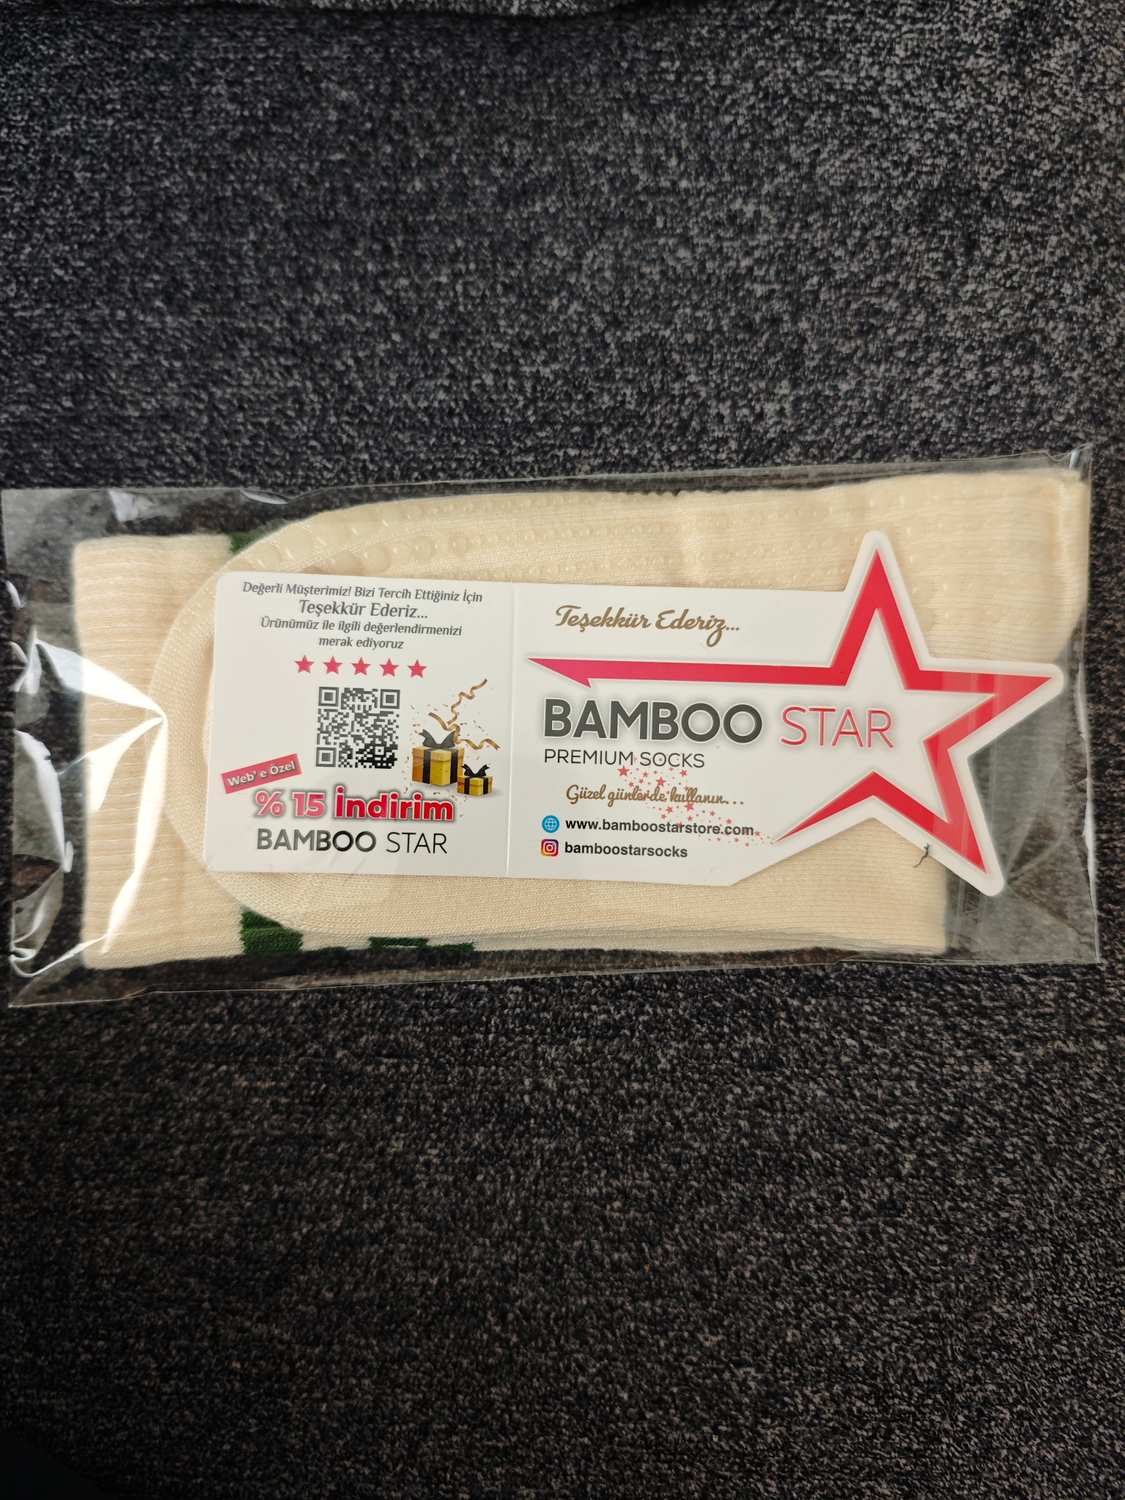 Değerli Müşterimiz! Bizi Tercih Ettiğiniz İçin
Teşekkür Ederiz...
Ürünümüz ile ilgili değerlendirmenizi
merak ediyoruz
Web' e Özel
% 15 İndirim
BAMBOO STAR
Teşekkür Ederiz...
BAMBOO STAR
PREMIUM SOCKS
Güzel günlerde kullanın...
www.bamboostarstore.com
bamboostarsocks